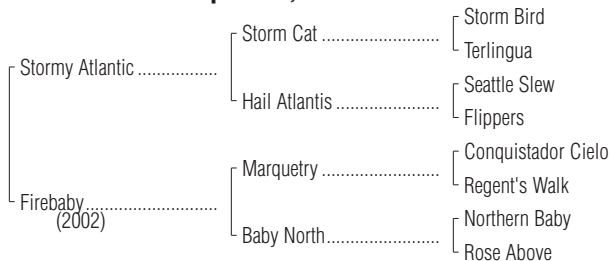 Storm Bird
Storm Cat ........................
Terlingua
Stormy Atlantic ................
Seattle Slew
Hail Atlantis .....................
Flippers
Conquistador Cielo
Marquetry ........................
Regent's Walk
Firebaby..........................
(2002)
Northern Baby
Baby North.......................
Rose Above